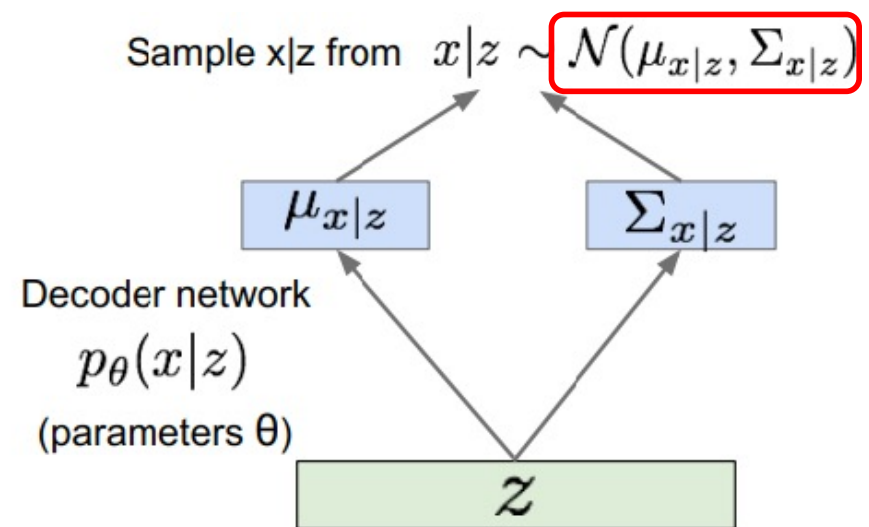 Sample x|z from x|z ~ 𝒩(μ_{x|z}, Σ_{x|z})
μ_{x|z} Σ_{x|z}
Decoder network
p_θ(x|z)
(parameters θ)
z